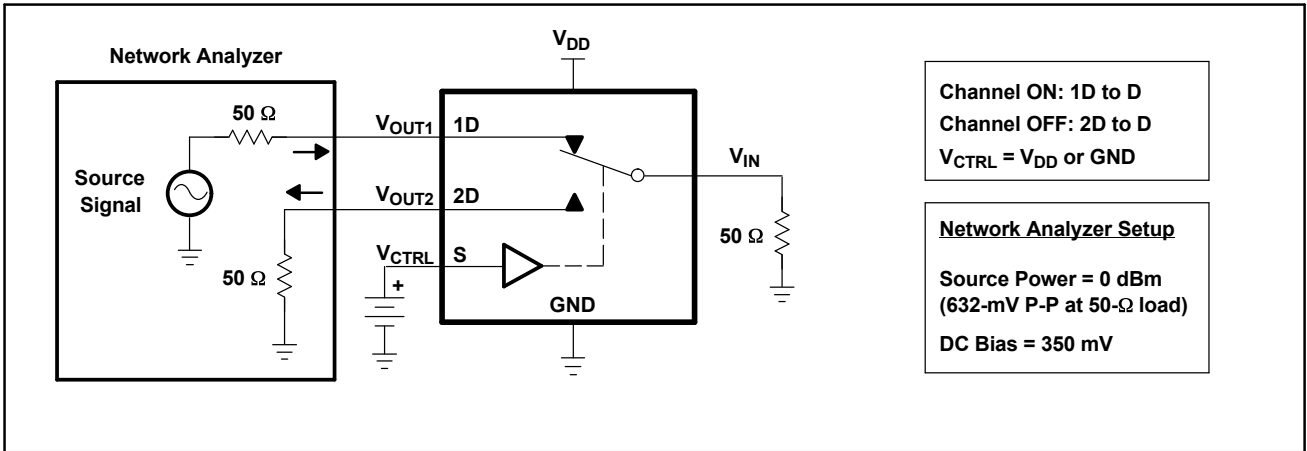 Network Analyzer
V_DD
50 Ω
V_OUT1 1D
V_IN
Source
Signal
V_OUT2 2D
50 Ω
V_CTRL S
+
50 Ω
GND
Channel ON: 1D to D
Channel OFF: 2D to D
V_CTRL = V_DD or GND
Network Analyzer Setup
Source Power = 0 dBm
(632-mV P-P at 50-Ω load)
DC Bias = 350 mV